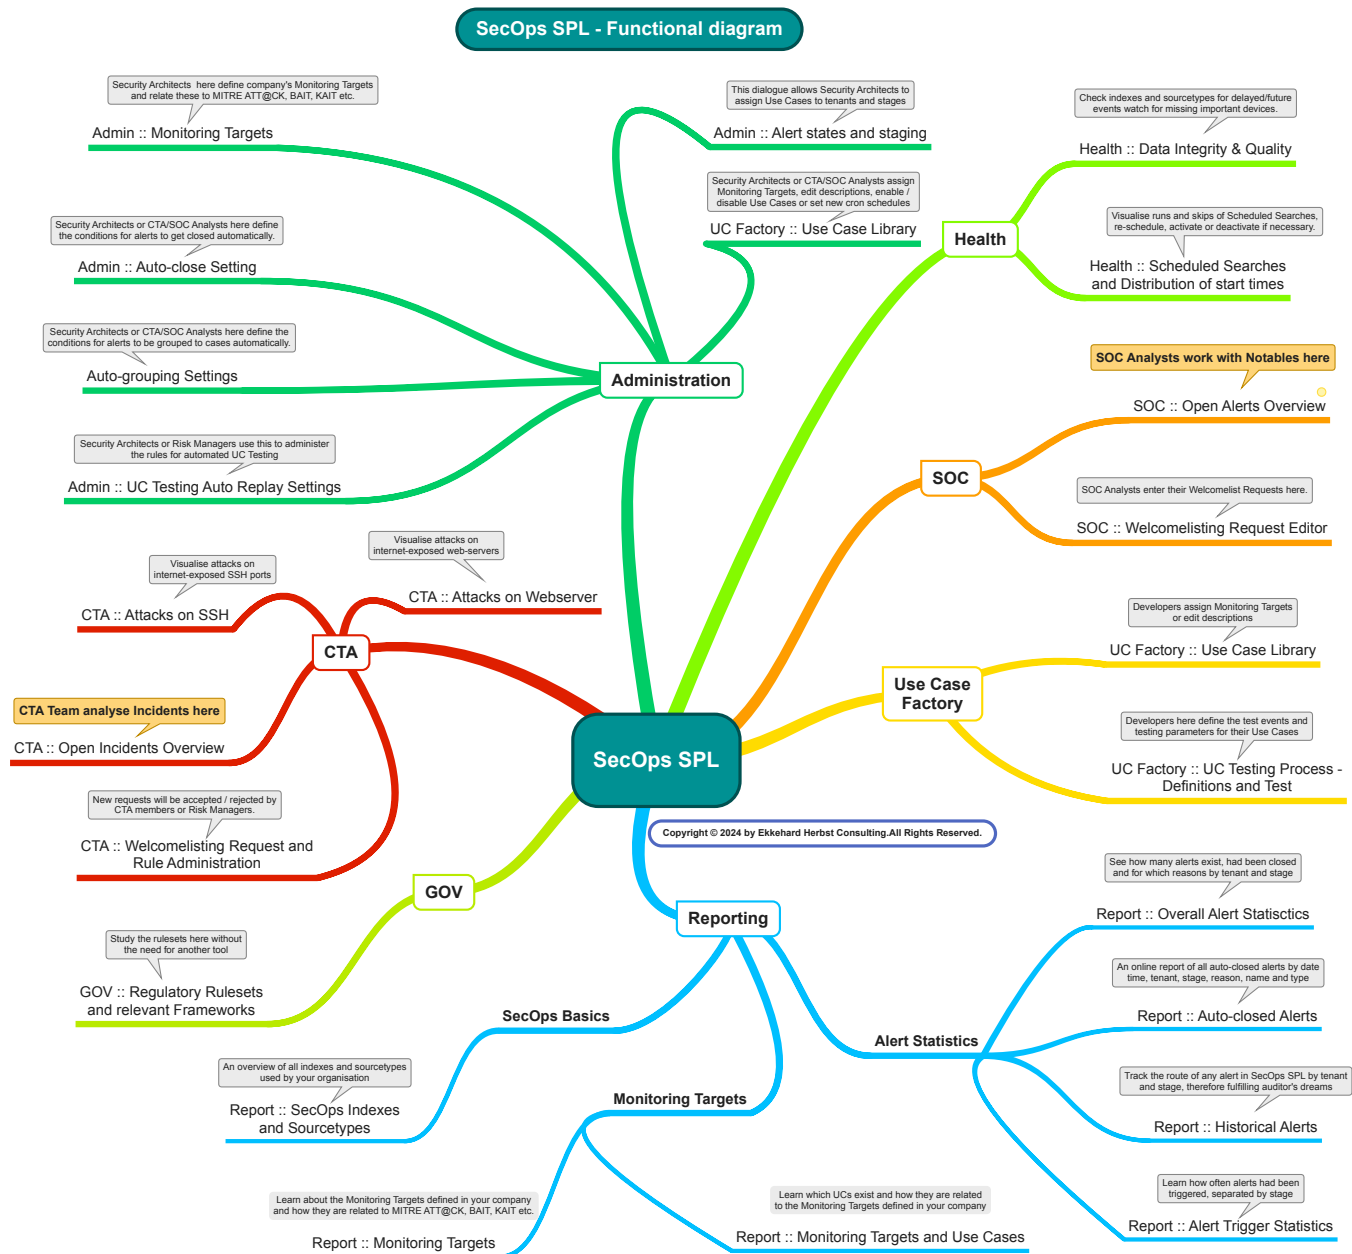 SecOps SPL - Functional diagram
Security Architects  here define company's Monitoring Targets
and relate these to MITRE ATT@CK, BAIT, KAIT etc.
Admin :: Monitoring Targets
This dialogue allows Security Architects to
assign Use Cases to tenants and stages
Admin :: Alert states and staging
Security Architects or CTA/SOC Analysts assign
Monitoring Targets, edit descriptions, enable /
disable Use Cases or set new cron schedules
UC Factory :: Use Case Library
Security Architects or CTA/SOC Analysts here define
the conditions for alerts to get closed automatically.
Admin :: Auto-close Setting
Security Architects or CTA/SOC Analysts here define the
conditions for alerts to be grouped to cases automatically.
Auto-grouping Settings
Security Architects or Risk Managers use this to administer
the rules for automated UC Testing
Admin :: UC Testing Auto Replay Settings
Administration
Check indexes and sourcetypes for delayed/future
events watch for missing important devices.
Health :: Data Integrity & Quality
Visualise runs and skips of Scheduled Searches,
re-schedule, activate or deactivate if necessary.
Health :: Scheduled Searches
and Distribution of start times
Health
SOC Analysts work with Notables here
SOC :: Open Alerts Overview
SOC
SOC Analysts enter their Welcomelist Requests here.
SOC :: Welcomelisting Request Editor
Visualise attacks on
internet-exposed web-servers
CTA :: Attacks on Webserver
Visualise attacks on
internet-exposed SSH ports
CTA :: Attacks on SSH
CTA
CTA Team analyse Incidents here
CTA :: Open Incidents Overview
New requests will be accepted / rejected by
CTA members or Risk Managers.
CTA :: Welcomelisting Request and
Rule Administration
Developers assign Monitoring Targets
or edit descriptions
UC Factory :: Use Case Library
Use Case
Factory
Developers here define the test events and
testing parameters for their Use Cases
UC Factory :: UC Testing Process -
Definitions and Test
SecOps SPL
Copyright © 2024 by Ekkehard Herbst Consulting.All Rights Reserved.
GOV
Study the rulesets here without
the need for another tool
GOV :: Regulatory Rulesets
and relevant Frameworks
Reporting
SecOps Basics
An overview of all indexes and sourcetypes
used by your organisation
Report :: SecOps Indexes
and Sourcetypes
Monitoring Targets
Learn about the Monitoring Targets defined in your company
and how they are related to MITRE ATT@CK, BAIT, KAIT etc.
Report :: Monitoring Targets
Learn which UCs exist and how they are related
to the Monitoring Targets defined in your company
Report :: Monitoring Targets and Use Cases
Alert Statistics
See how many alerts exist, had been closed
and for which reasons by tenant and stage
Report :: Overall Alert Statisctics
An online report of all auto-closed alerts by date
time, tenant, stage, reason, name and type
Report :: Auto-closed Alerts
Track the route of any alert in SecOps SPL by tenant
and stage, therefore fulfilling auditor's dreams
Report :: Historical Alerts
Learn how often alerts had been
triggered, separated by stage
Report :: Alert Trigger Statistics